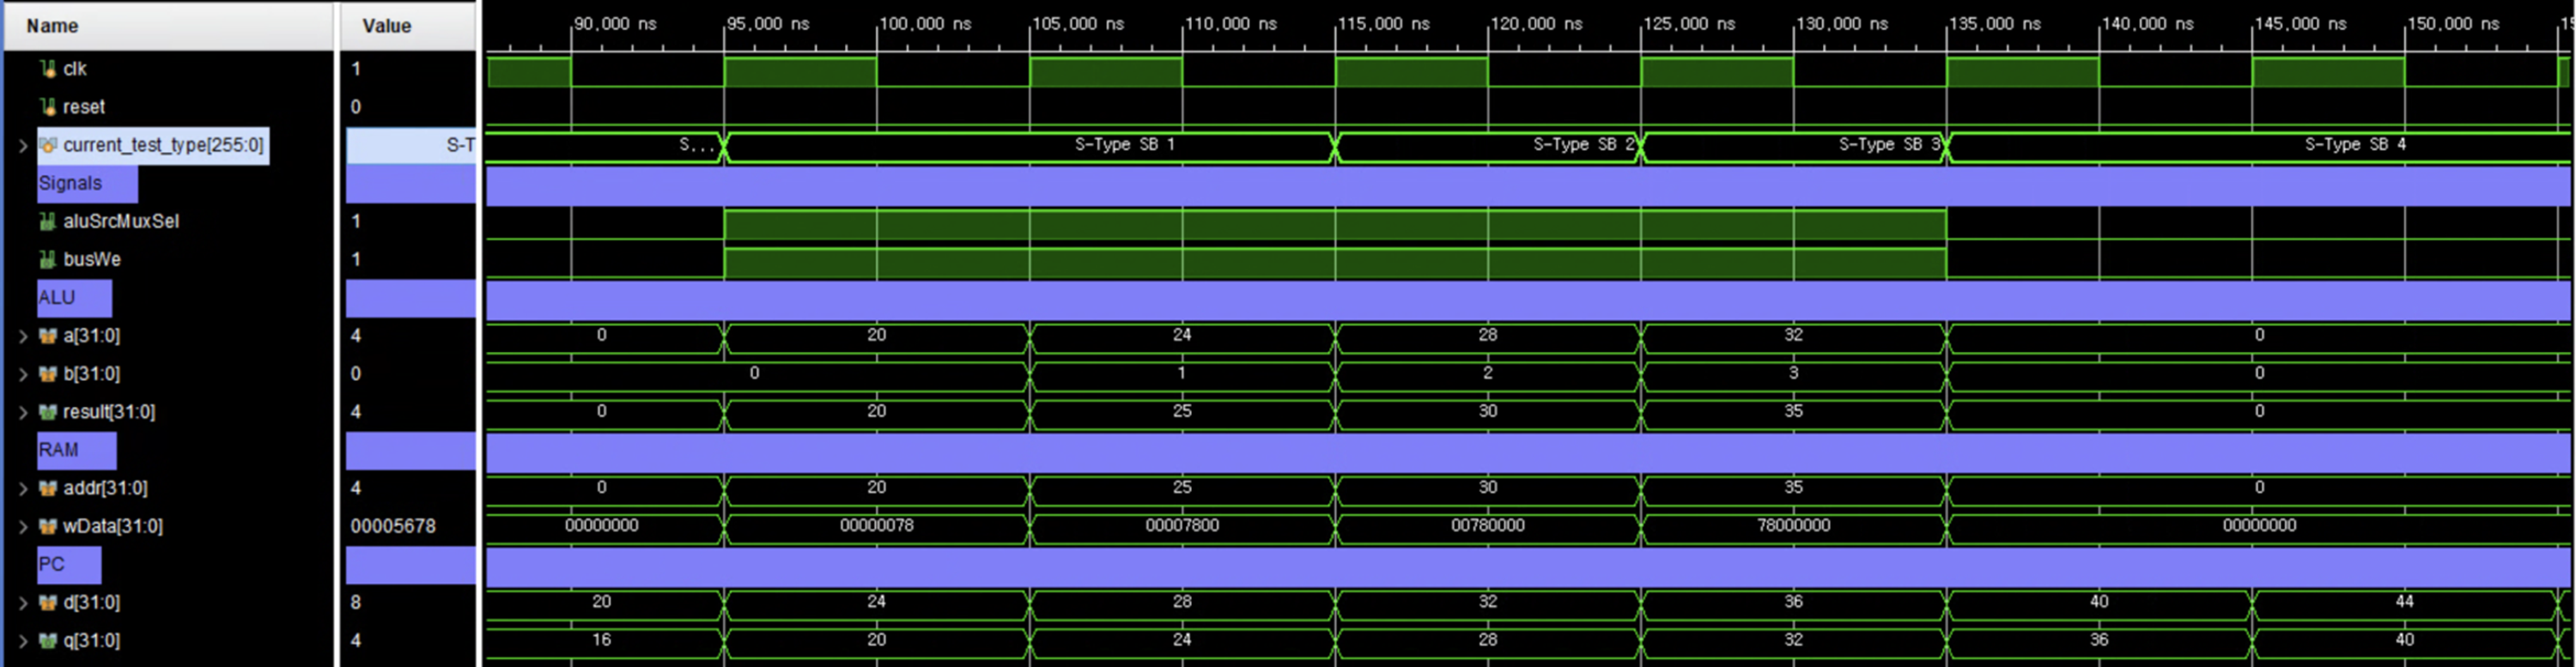 Name Value 90,000 ns 95,000 ns 100,000 ns 105,000 ns 110,000 ns 115,000 ns 120,000 ns 125,000 ns 130,000 ns 135,000 ns 140,000 ns 145,000 ns 150,000 ns 15
clk 1
reset 0
current_test_type[255:0] S-T S... S-Type SB 1 S-Type SB 2 S-Type SB 3 S-Type SB 4
Signals
aluSrcMuxSel 1
busWe 1
ALU
a[31:0] 4 0 20 24 28 32 0
b[31:0] 0 0 1 2 3 0
result[31:0] 4 0 20 25 30 35 0
RAM
addr[31:0] 4 0 20 25 30 35 0
wData[31:0] 00005678 00000000 00000078 00007800 00780000 78000000 00000000
PC
d[31:0] 8 20 24 28 32 36 40 44
q[31:0] 4 16 20 24 28 32 36 40